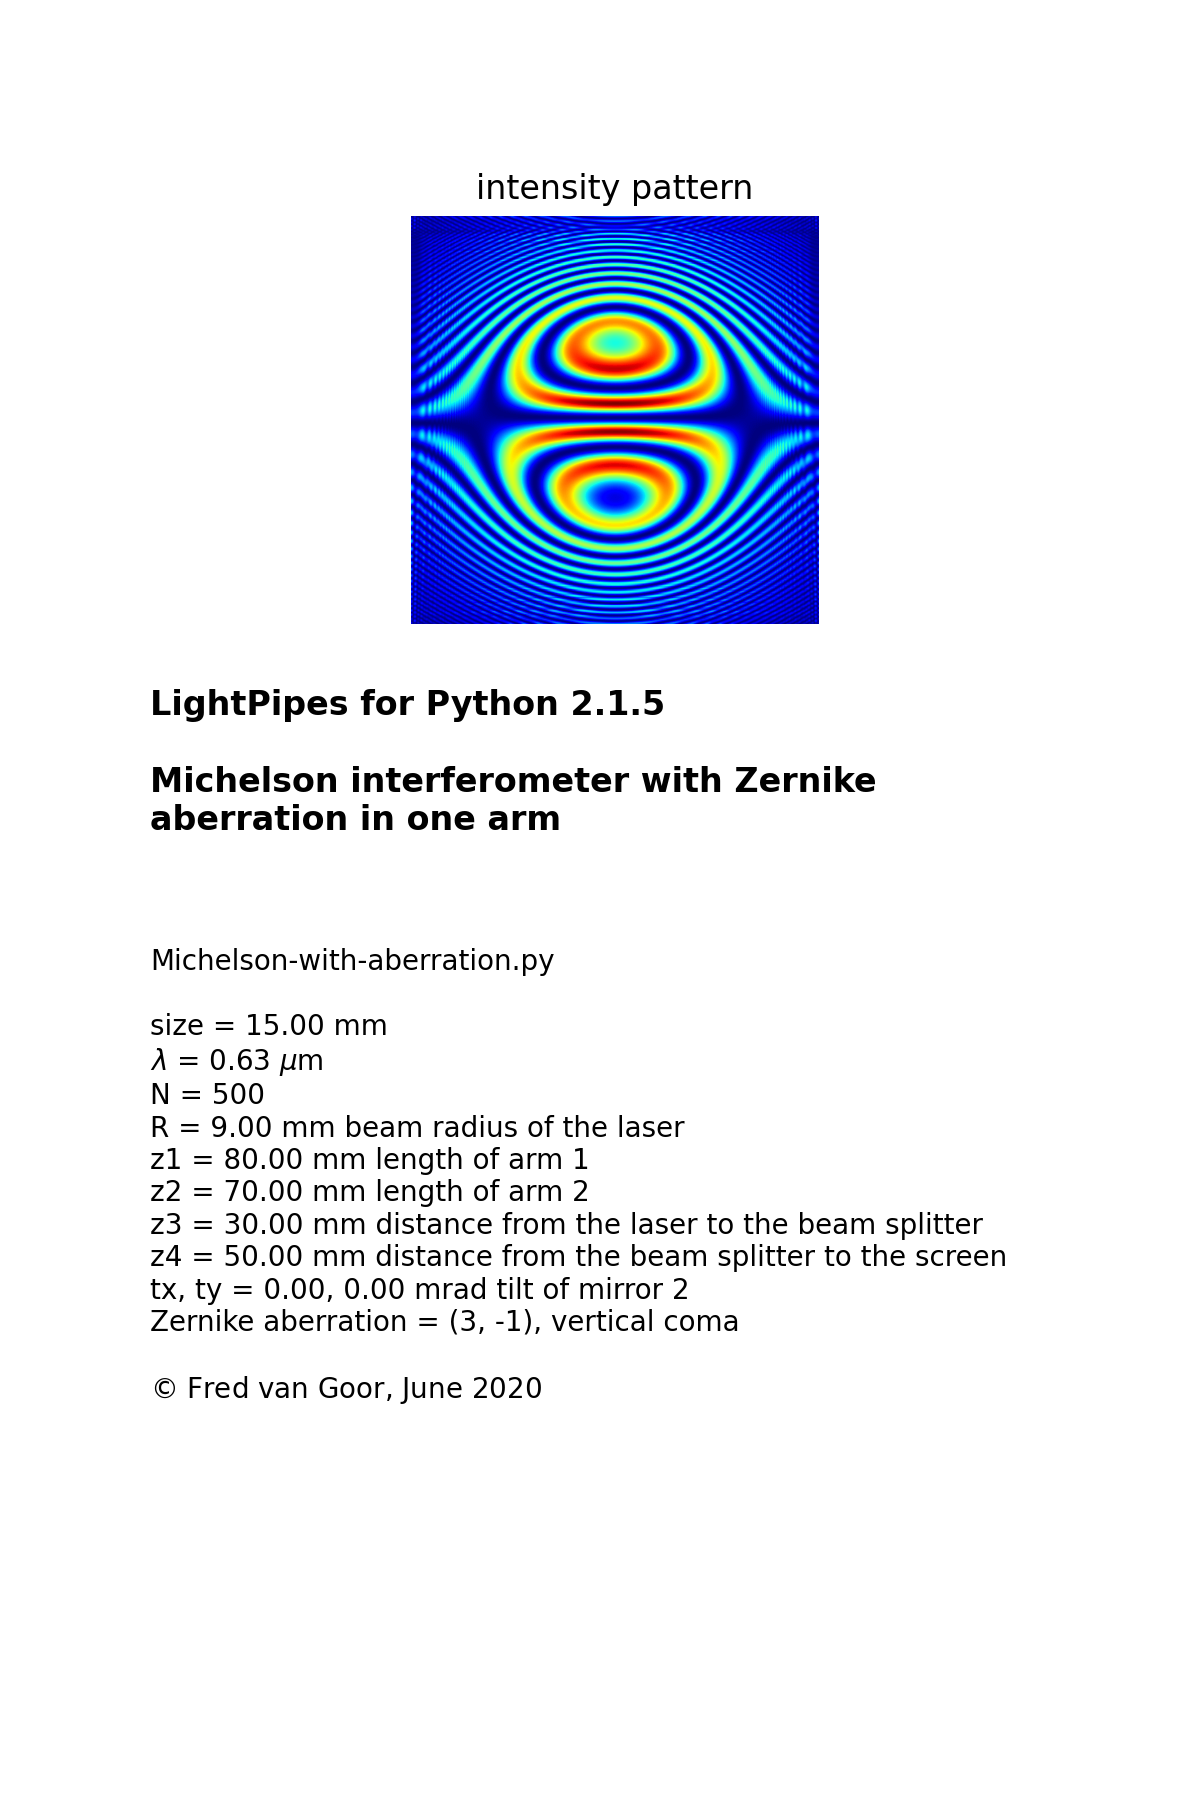 intensity pattern
LightPipes for Python 2.1.5
Michelson interferometer with Zernike
aberration in one arm
Michelson-with-aberration.py
size = 15.00 mm
λ = 0.63 μm
N = 500
R = 9.00 mm beam radius of the laser
z1 = 80.00 mm length of arm 1
z2 = 70.00 mm length of arm 2
z3 = 30.00 mm distance from the laser to the beam splitter
z4 = 50.00 mm distance from the beam splitter to the screen
tx, ty = 0.00, 0.00 mrad tilt of mirror 2
Zernike aberration = (3, -1), vertical coma
© Fred van Goor, June 2020